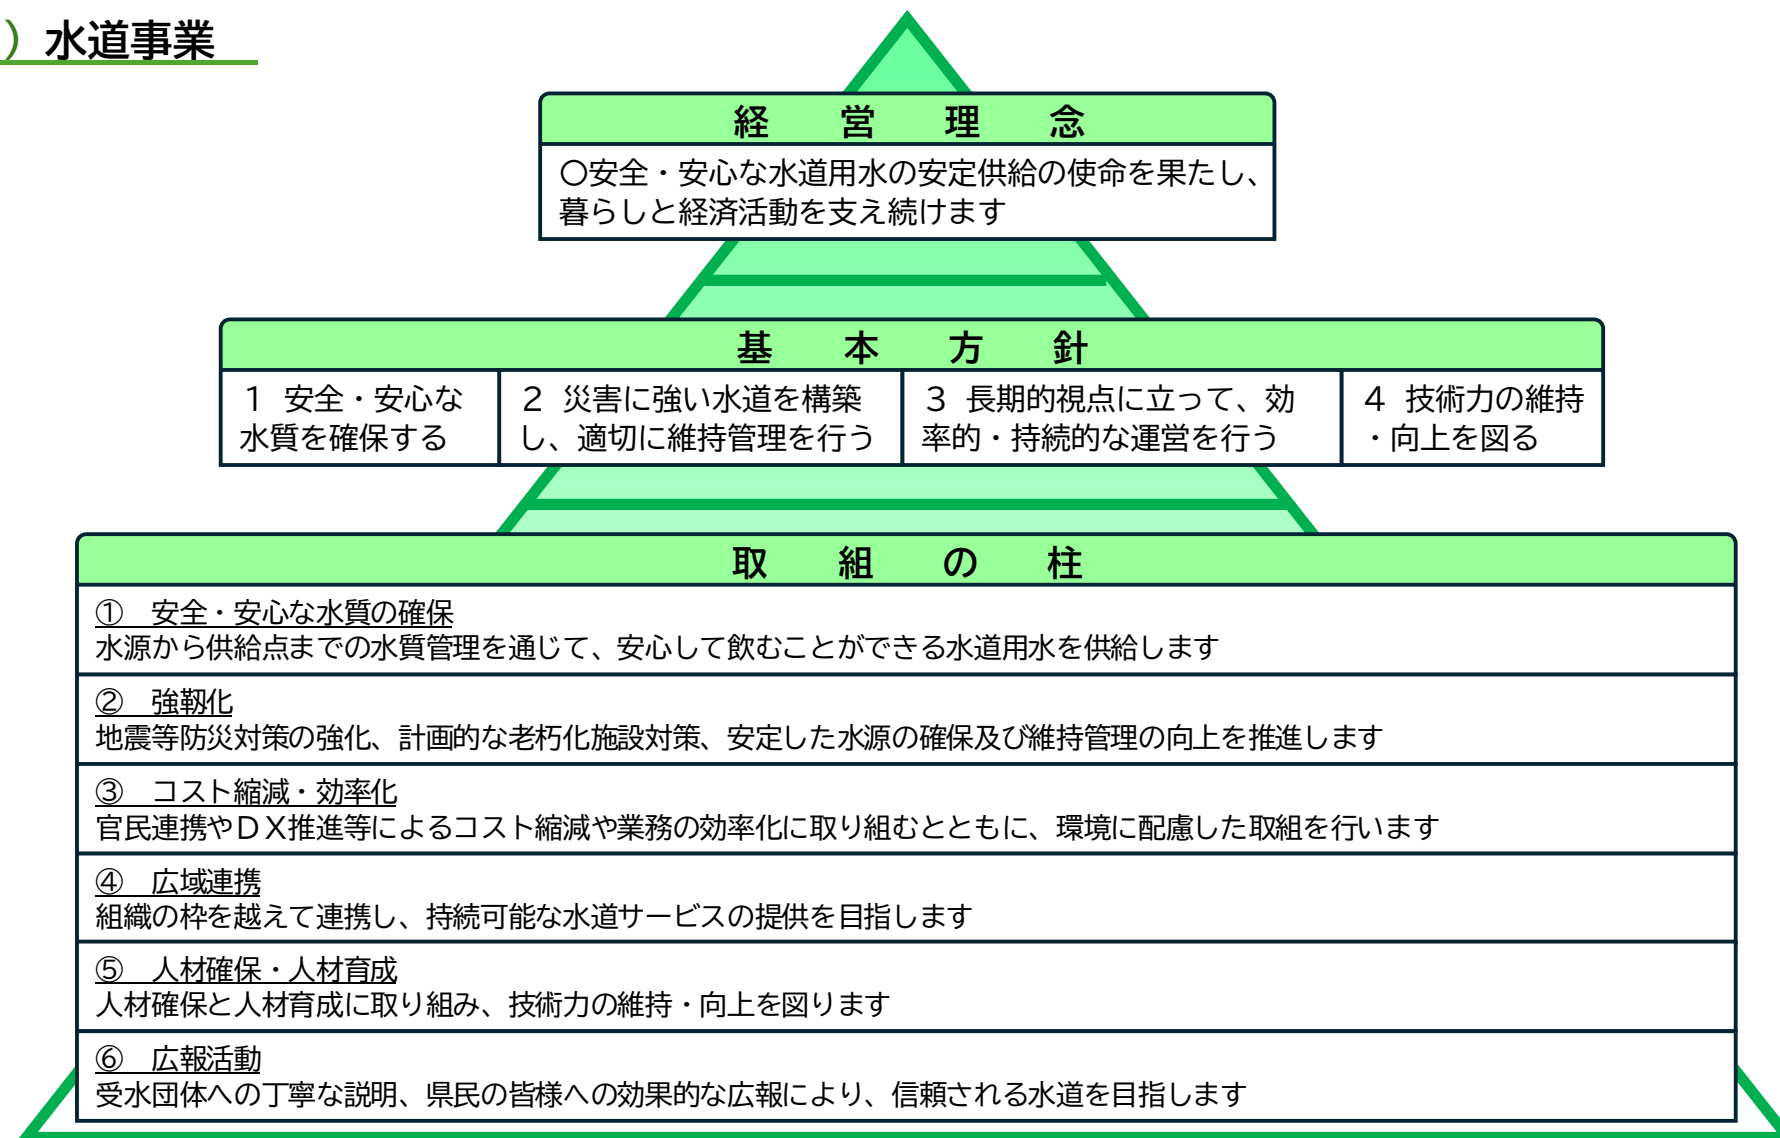 ）水道事業
経営理念
〇安全・安心な水道用水の安定供給の使命を果たし、
暮らしと経済活動を支え続けます
基本方針
１ 安全・安心な
水質を確保する
２ 災害に強い水道を構築
し、適切に維持管理を行う
３ 長期的視点に立って、効
率的・持続的な運営を行う
４ 技術力の維持
・向上を図る
取組の柱
① 安全・安心な水質の確保
水源から供給点までの水質管理を通じて、安心して飲むことができる水道用水を供給します
② 強靱化
地震等防災対策の強化、計画的な老朽化施設対策、安定した水源の確保及び維持管理の向上を推進します
③ コスト縮減・効率化
官民連携やＤＸ推進等によるコスト縮減や業務の効率化に取り組むとともに、環境に配慮した取組を行います
④ 広域連携
組織の枠を越えて連携し、持続可能な水道サービスの提供を目指します
⑤ 人材確保・人材育成
人材確保と人材育成に取り組み、技術力の維持・向上を図ります
⑥ 広報活動
受水団体への丁寧な説明、県民の皆様への効果的な広報により、信頼される水道を目指します